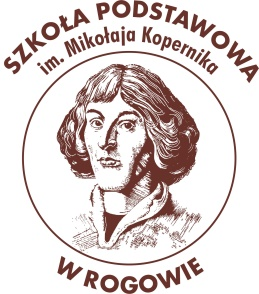 SZKOŁA PODSTAWOWA
im. Mikołaja Kopernika
W ROGOWIE